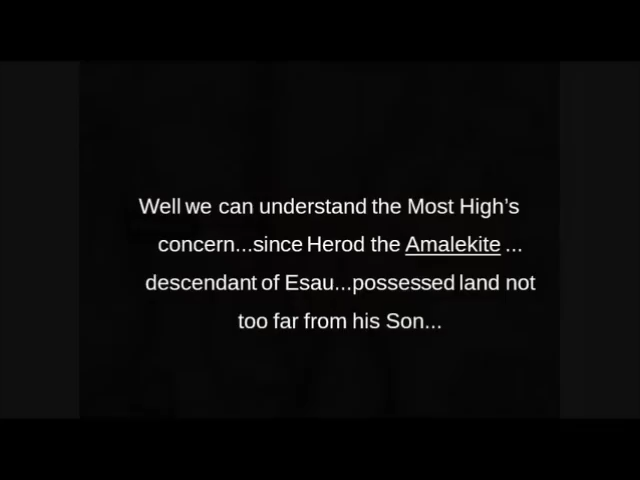 Well we can understand the Most High’s
concern...since Herod the Amalekite ...
descendant of Esau...possessed land not
too far from his Son...